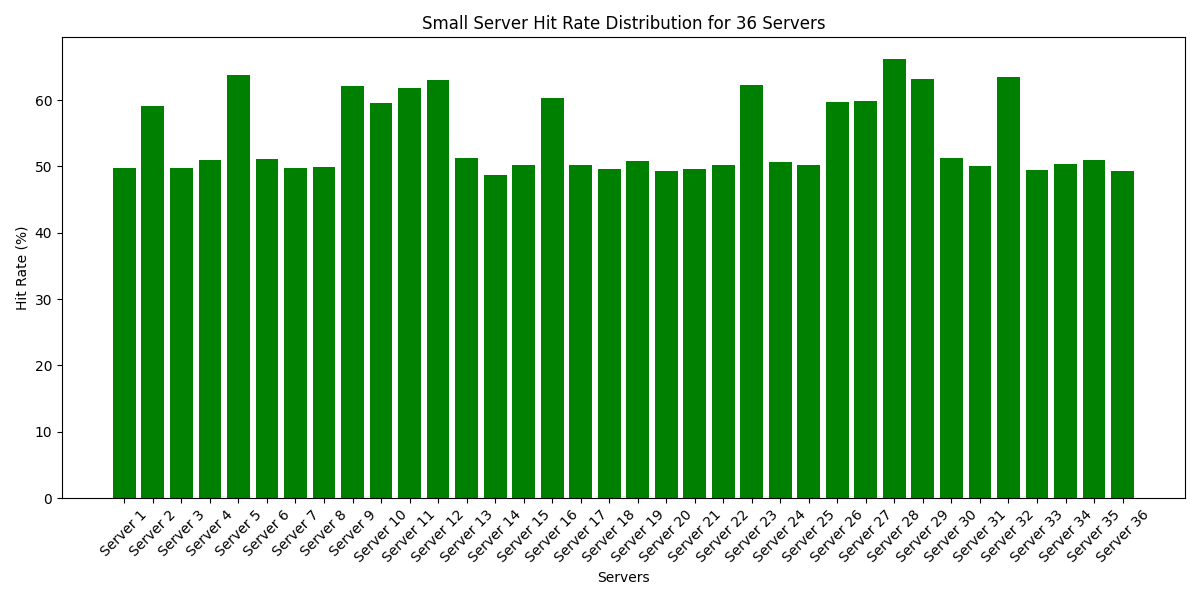 Small Server Hit Rate Distribution for 36 Servers
Hit Rate (%)
60
50
40
30
20
10
0
Server 1
Server 2
Server 3
Server 4
Server 5
Server 6
Server 7
Server 8
Server 9
Server 10
Server 11
Server 12
Server 13
Server 14
Server 15
Server 16
Server 17
Server 18
Server 19
Server 20
Server 21
Server 22
Server 23
Server 24
Server 25
Server 26
Server 27
Server 28
Server 29
Server 30
Server 31
Server 32
Server 33
Server 34
Server 35
Server 36
Servers